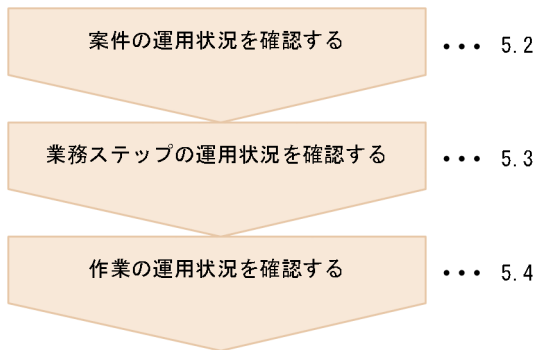 案件の運用状況を確認する ••• 5.2
業務ステップの運用状況を確認する ••• 5.3
作業の運用状況を確認する ••• 5.4